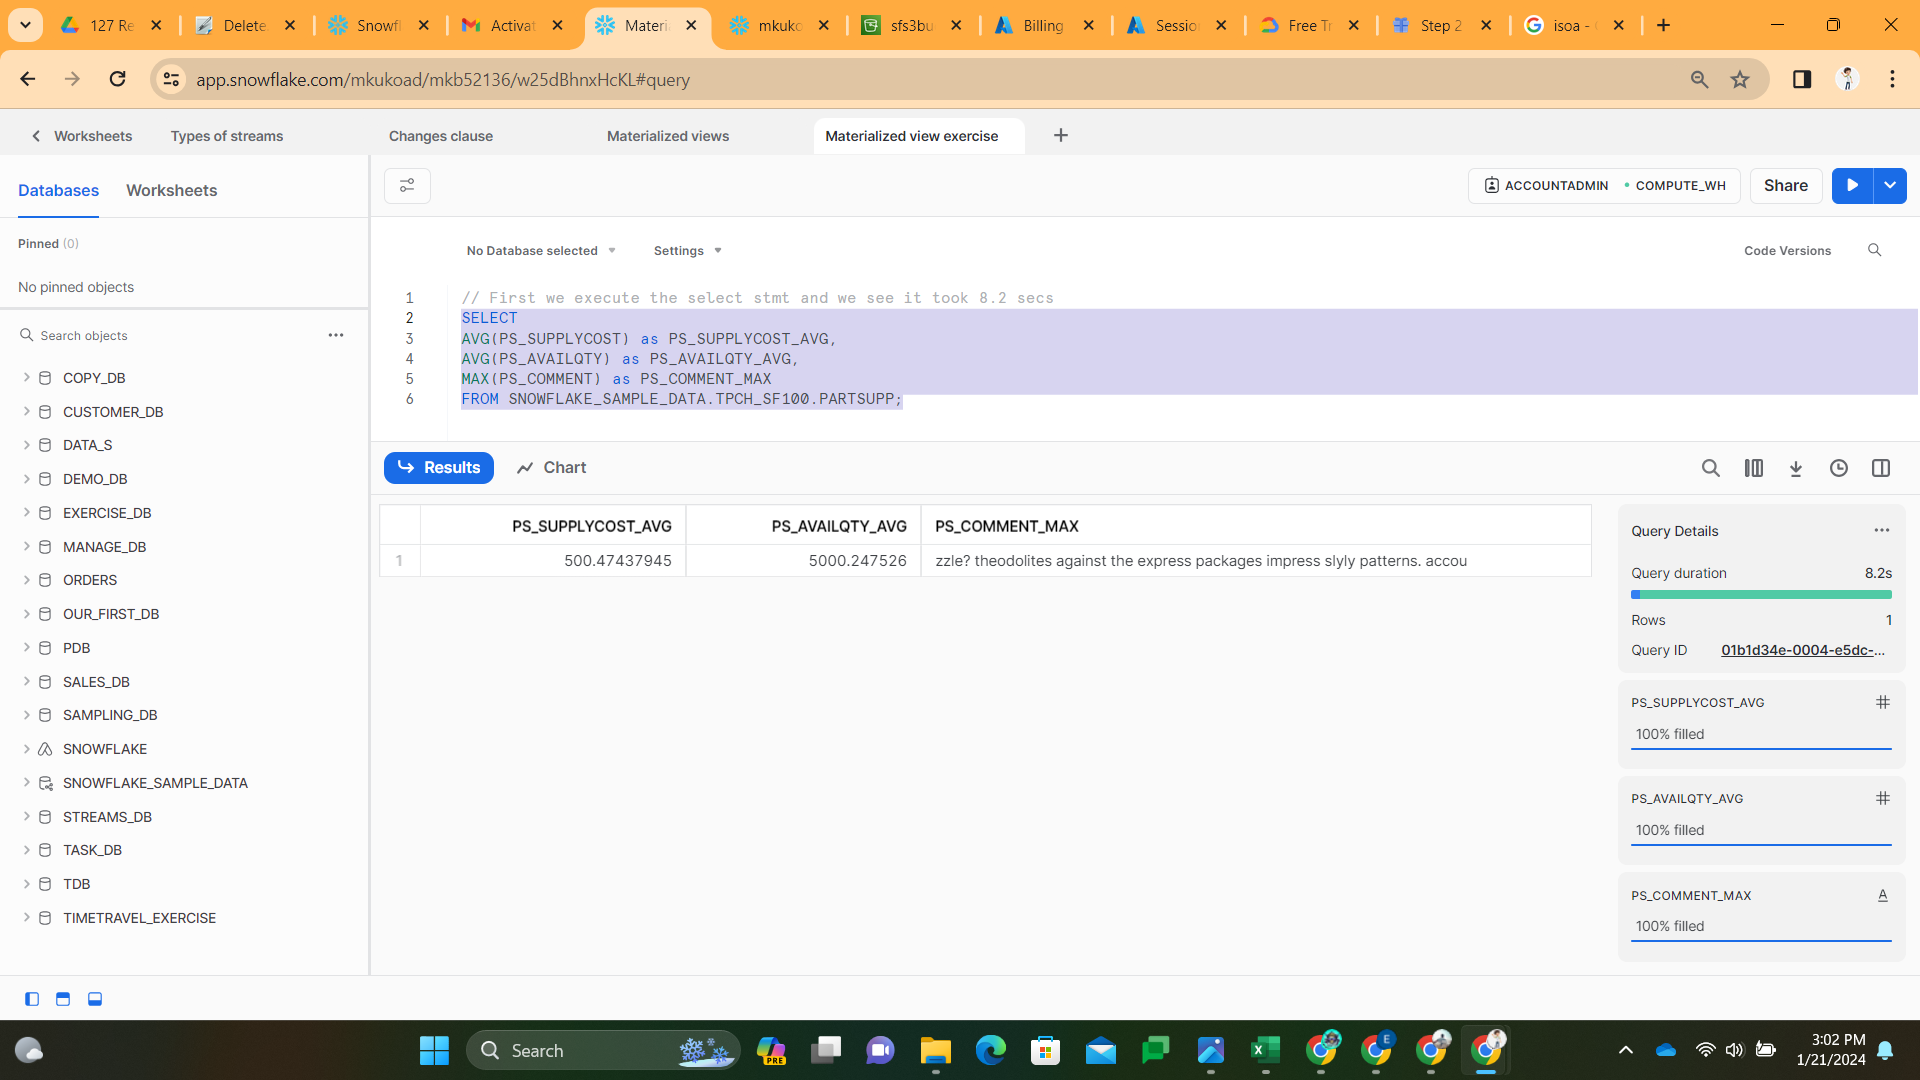 127 Re
Delete
Snowfl
Activat
Materi
mkuko
sfs3bu
Billing
Sessio
Free Tr
Step 2
isoa -
app.snowflake.com/mkukoad/mkb52136/w25dBhnxHcKL#query
Worksheets
Types of streams
Changes clause
Materialized views
Materialized view exercise
Databases
Worksheets
ACCOUNTADMIN
COMPUTE_WH
Share
Pinned (0)
No pinned objects
No Database selected
Settings
Code Versions
1 // First we execute the select stmt and we see it took 8.2 secs
2 SELECT
3 AVG(PS_SUPPLYCOST) as PS_SUPPLYCOST_AVG,
4 AVG(PS_AVAILQTY) as PS_AVAILQTY_AVG,
5 MAX(PS_COMMENT) as PS_COMMENT_MAX
6 FROM SNOWFLAKE_SAMPLE_DATA.TPCH_SF100.PARTSUPP;
Search objects
COPY_DB
CUSTOMER_DB
DATA_S
DEMO_DB
EXERCISE_DB
MANAGE_DB
ORDERS
OUR_FIRST_DB
PDB
SALES_DB
SAMPLING_DB
SNOWFLAKE
SNOWFLAKE_SAMPLE_DATA
STREAMS_DB
TASK_DB
TDB
TIMETRAVEL_EXERCISE
Results
Chart
PS_SUPPLYCOST_AVG PS_AVAILQTY_AVG PS_COMMENT_MAX
1 500.47437945 5000.247526 zzle? theodolites against the express packages impress slyly patterns. accou
Query Details
Query duration 8.2s
Rows 1
Query ID 01b1d34e-0004-e5dc-...
PS_SUPPLYCOST_AVG
100% filled
PS_AVAILQTY_AVG
100% filled
PS_COMMENT_MAX
A
100% filled
Search
PRE
E
3:02 PM
1/21/2024